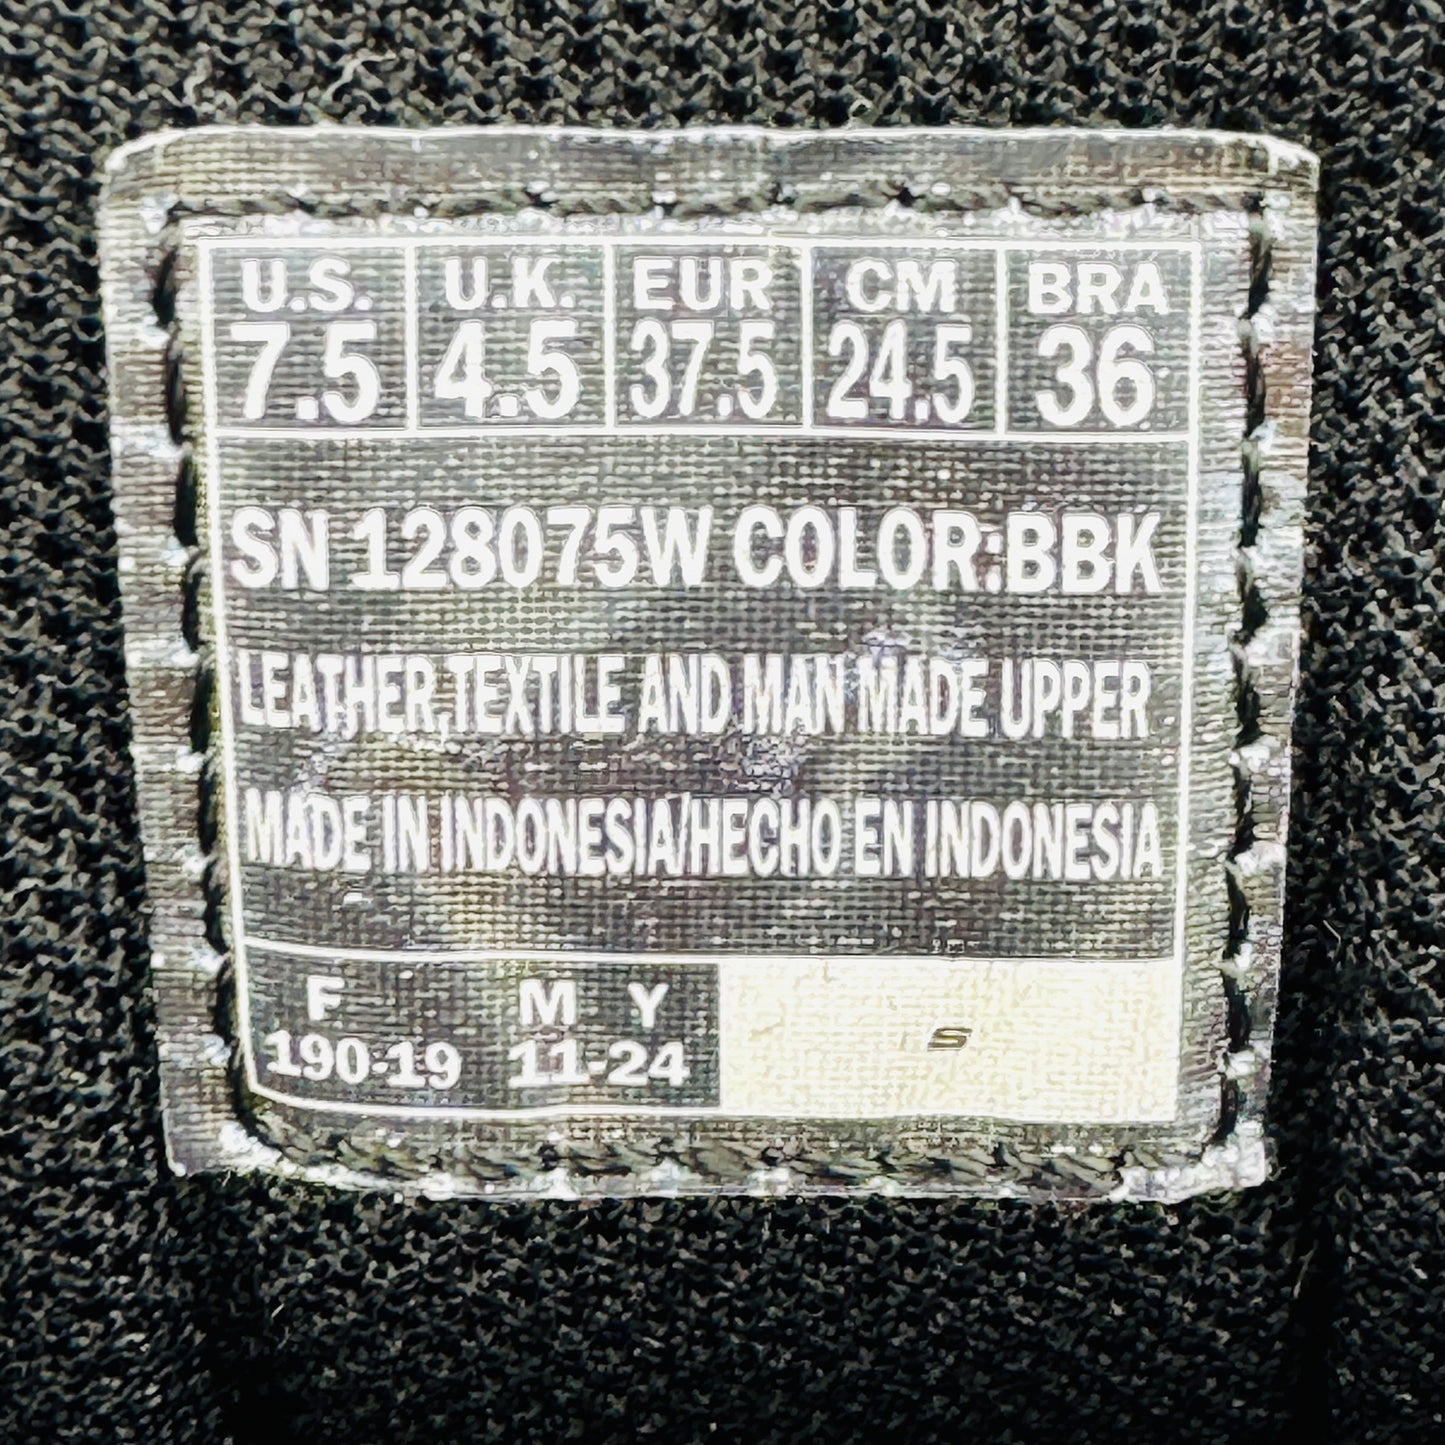 U.S. U.K. EUR CM BRA
7.5 4.5 37.5 24.5 36
SN 128075W COLOR:BBK
LEATHER,TEXTILE AND MAN MADE UPPER
MADE IN INDONESIA/HECHO EN INDONESIA
F M Y
190-19 11-24
S